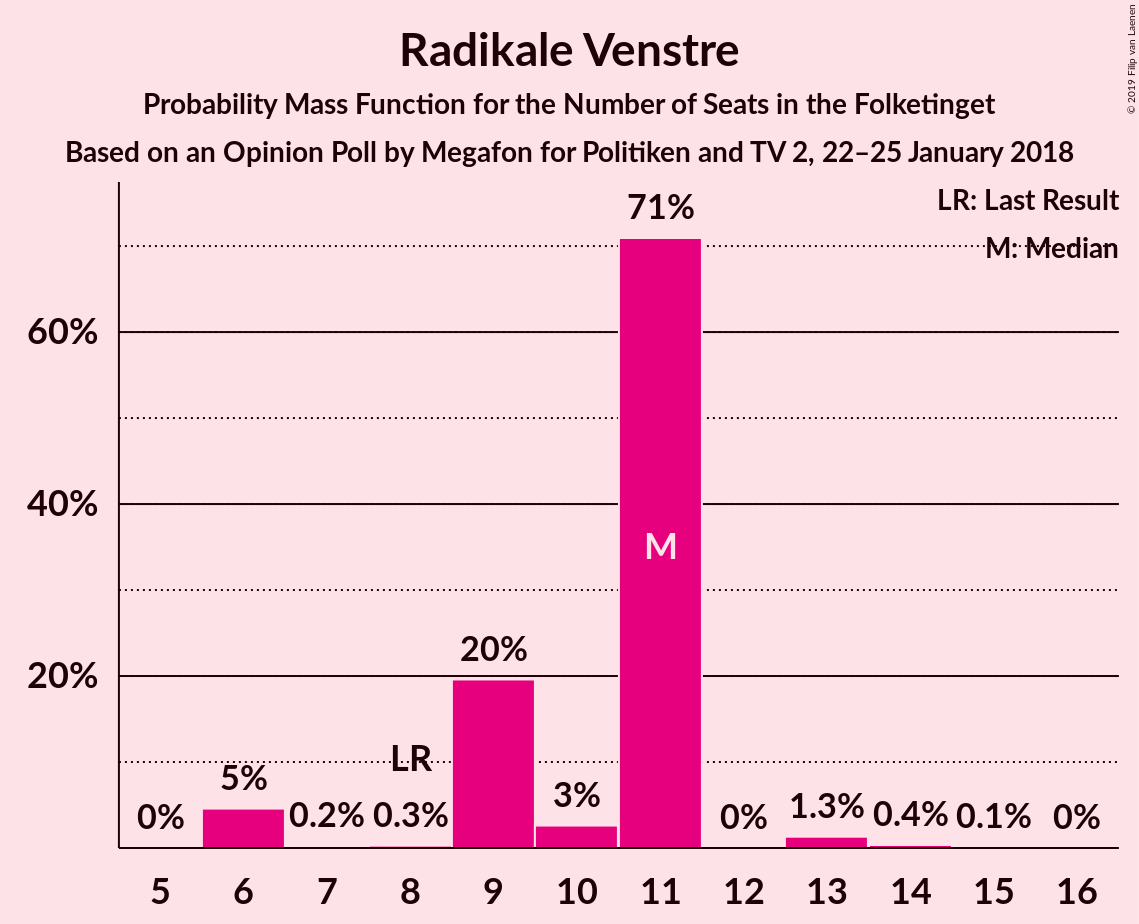 Radikale Venstre
Probability Mass Function for the Number of Seats in the Folketinget
Based on an Opinion Poll by Megafon for Politiken and TV 2, 22–25 January 2018
© 2019 Filip van Laenen
LR: Last Result
M: Median
71%
60%
40%
20%
M
20%
LR
5%
3%
0%
0.2%
0.3%
0%
1.3%
0.4%
0.1%
0%
5 6 7 8 9 10 11 12 13 14 15 16